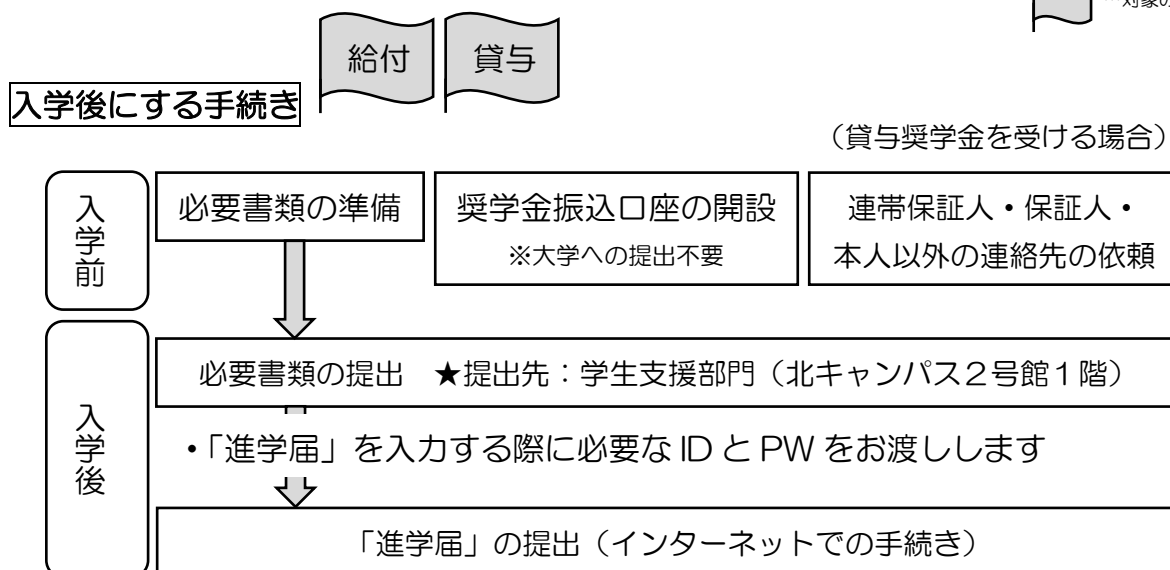 対象の
給付
貸与
入学後にする手続き
（貸与奨学金を受ける場合）
入学前
必要書類の準備
奨学金振込口座の開設
※大学への提出不要
連帯保証人・保証人・
本人以外の連絡先の依頼
入学後
必要書類の提出　★提出先：学生支援部門（北キャンパス２号館１階）
・「進学届」を入力する際に必要な ID と PW をお渡しします
「進学届」の提出（インターネットでの手続き）